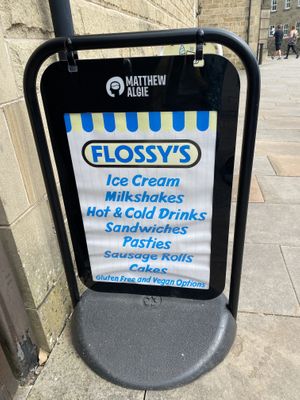 MATTHEW
ALGIE
FLOSSY'S
Ice Cream
Milkshakes
Hot & Cold Drinks
Sandwiches
Pasties
Sausage Rolls
Cakes
Gluten Free and Vegan Options